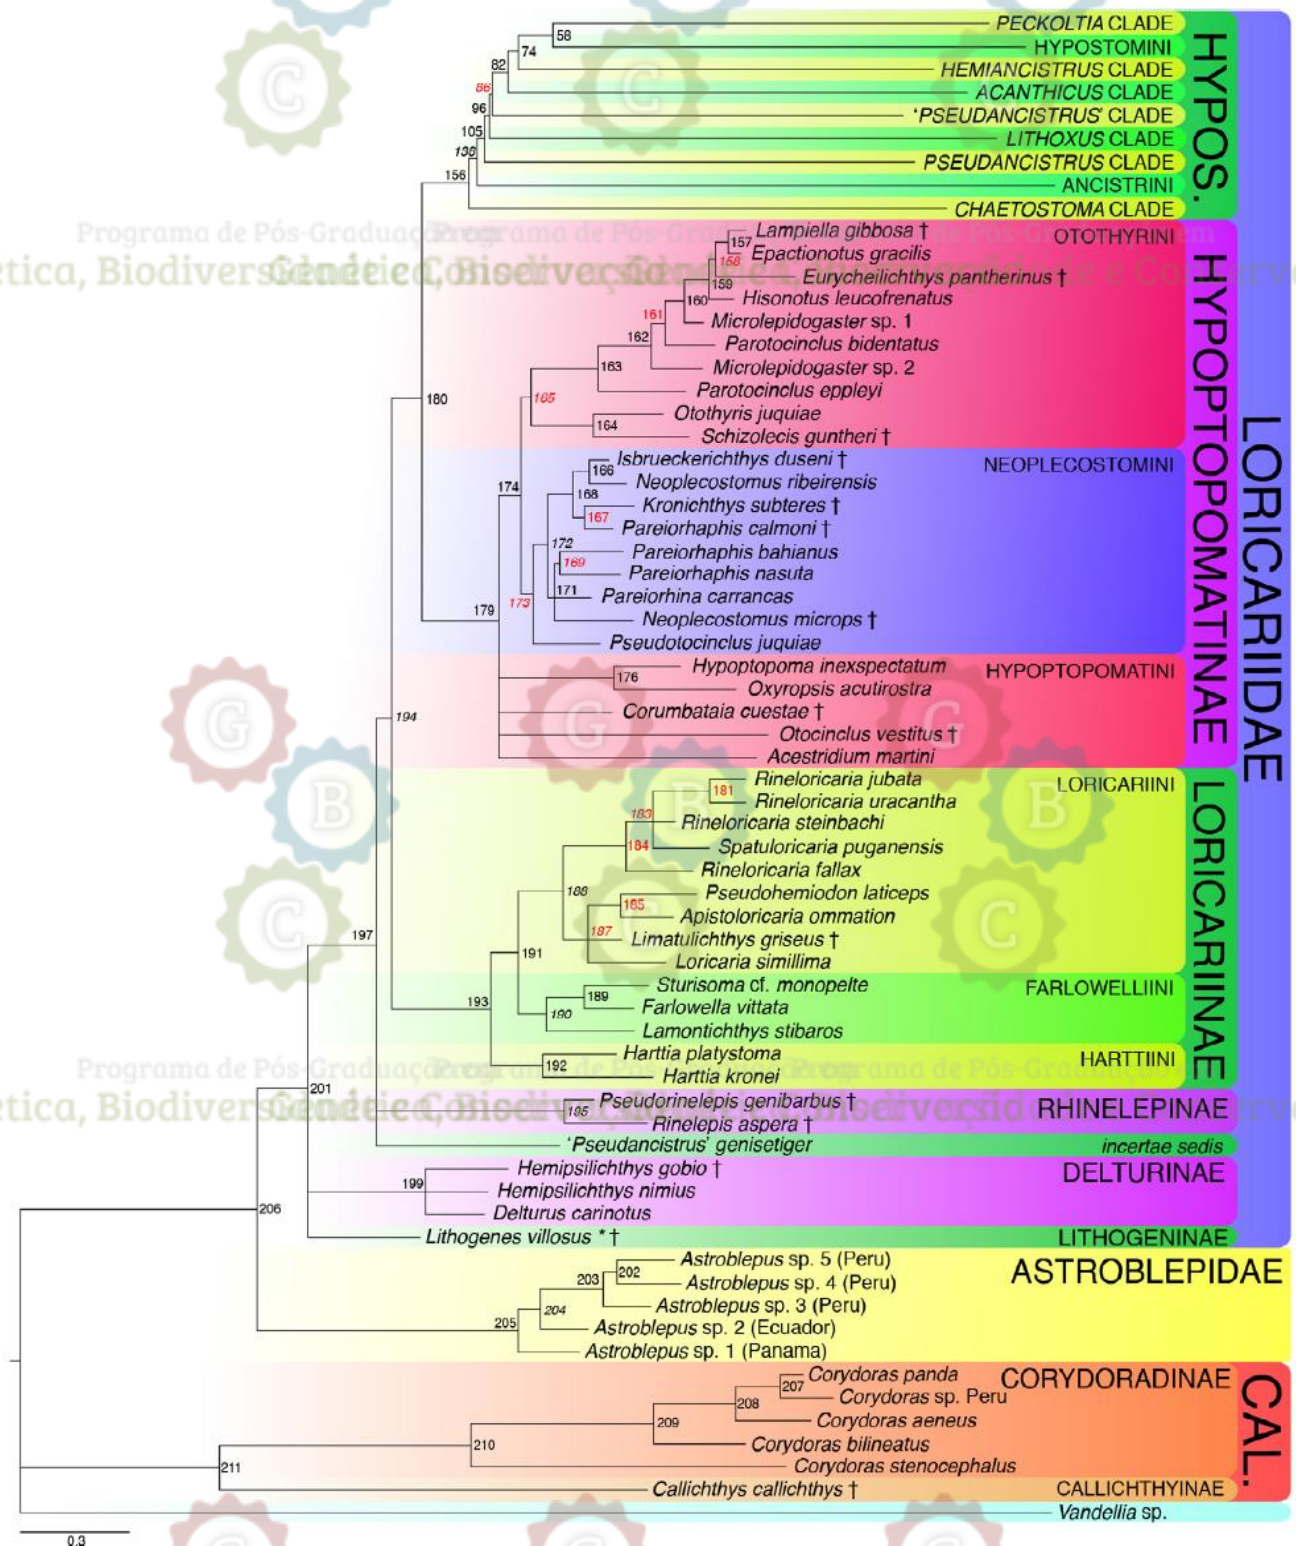 PECKOLTIA CLADE
58
HYPOSTOMINI
74
HEMIANCISTRUS CLADE
82
ACANTHICUS CLADE
86
'PSEUDANCISTRUS' CLADE
96
LITHOXUS CLADE
105
PSEUDANCISTRUS CLADE
138
ANCISTRINI
156
CHAETOSTOMA CLADE
HYPOS.
Lampiella gibbosa †
OTOTHYRINI
157
Epactionotus gracilis
158
Eurycheilichthys pantherinus †
159
Hisonotus leucofrenatus
160
Microlepidogaster sp. 1
161
Parotocinclus bidentatus
162
Microlepidogaster sp. 2
163
Parotocinclus eppleyi
165
Otothyris juquiae
164
Schizolecis guntheri †
180
Isbrueckerichthys duseni †
NEOPLECOSTOMINI
166
Neoplecostomus ribeirensis
174
168
Kronichthys subteres †
167
Pareiorhaphis calmoni †
172
Pareiorhaphis bahianus
169
Pareiorhaphis nasuta
171
Pareiorhina carrancas
173
179
Neoplecostomus microps †
Pseudotocinclus juquiae
Hypoptopoma inexspectatum
HYPOPTOPOMATINI
176
Oxyropsis acutirostra
Corumbataia cuestae †
194
Otocinclus vestitus †
Acestridium martini
HYPOPTOPOMATINAE
LORICARIIDAE
Rineloricaria jubata
LORICARIINI
181
Rineloricaria uracantha
183
Rineloricaria steinbachi
184
Spatuloricaria puganensis
Rineloricaria fallax
188
Pseudohemiodon laticeps
185
Apistoloricaria ommation
187
Limatulichthys griseus †
197
191
Loricaria simillima
Sturisoma cf. monopelte
FARLOWELLIINI
189
193
Farlowella vittata
190
Lamontichthys stibaros
Harttia platystoma
HARTTIINI
192
Harttia kronei
LORICARIINAE
201
Pseudorinelepis genibarbus †
RHINELEPINAE
195
Rinelepis aspera †
'Pseudancistrus' genisetiger
incertae sedis
Hemipsilichthys gobio †
DELTURINAE
199
Hemipsilichthys nimius
206
Delturus carinotus
Lithogenes villosus * †
LITHOGENINAE
Astroblepus sp. 5 (Peru)
ASTROBLEPIDAE
202
203
Astroblepus sp. 4 (Peru)
Astroblepus sp. 3 (Peru)
204
205
Astroblepus sp. 2 (Ecuador)
Astroblepus sp. 1 (Panama)
Corydoras panda
CORYDORADINAE
207
Corydoras sp. Peru
208
Corydoras aeneus
209
Corydoras bilineatus
210
Corydoras stenocephalus
211
Callichthys callichthys †
CALLICHTHYINAE
CAL.
Vandellia sp.
0.3